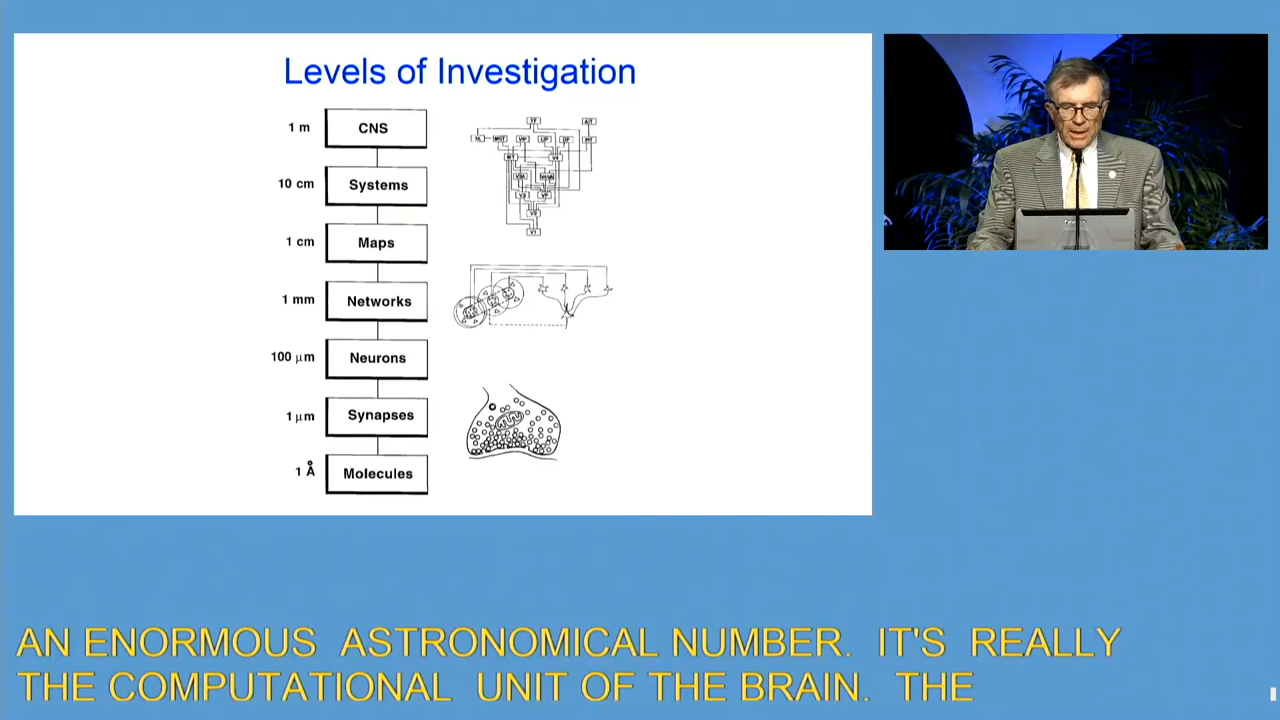 Levels of Investigation
1 m CNS
10 cm Systems
1 cm Maps
1 mm Networks
100 μm Neurons
1 μm Synapses
1 Å Molecules
AN ENORMOUS ASTRONOMICAL NUMBER. IT'S REALLY
THE COMPUTATIONAL UNIT OF THE BRAIN. THE